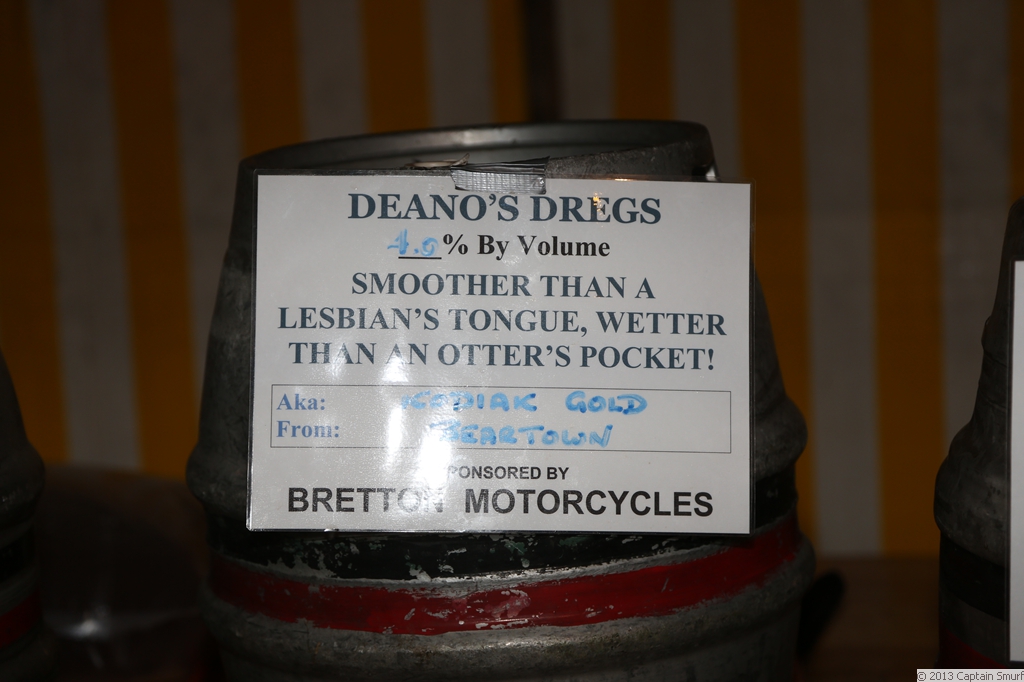 DEANO'S DREGS
4.0% By Volume
SMOOTHER THAN A
LESBIAN'S TONGUE, WETTER
THAN AN OTTER'S POCKET!
Aka: KODIAK GOLD
From: BEARTOWN
SPONSORED BY
BRETTON MOTORCYCLES
© 2013 Captain Smurf